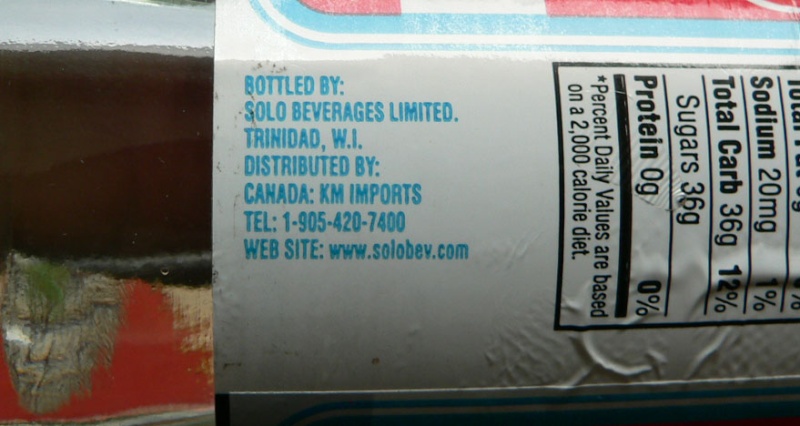 BOTTLED BY:
SOLO BEVERAGES LIMITED.
TRINIDAD, W.I.
DISTRIBUTED BY:
CANADA: KM IMPORTS
TEL: 1-905-420-7400
WEB SITE: www.solobev.com
Sodium 20mg 1%
Total Carb 36g 12%
Sugars 36g
Protein 0g 0%
*Percent Daily Values are based
on a 2,000 calorie diet.